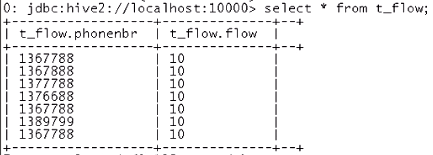 0: jdbc:hive2://localhost:10000> select * from t_flow;
+------------------+--------------+--+
| t_flow.phonenbr | t_flow.flow | |
+------------------+--------------+--+
| 1367788 | 10 | |
| 1367888 | 10 | |
| 1377788 | 10 | |
| 1376688 | 10 | |
| 1367788 | 10 | |
| 1389799 | 10 | |
| 1367788 | 10 | |
+------------------+--------------+--+